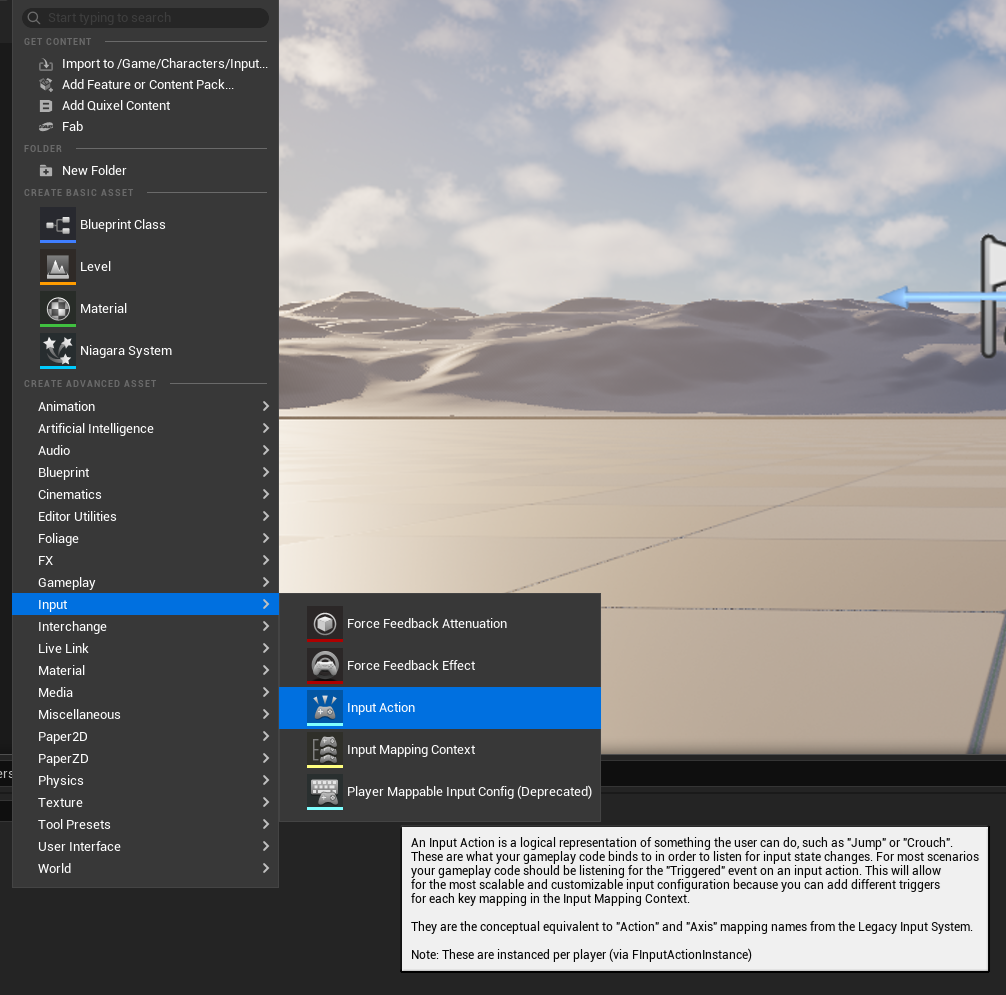 Start typing to search
GET CONTENT
Import to /Game/Characters/Input...
Add Feature or Content Pack...
Add Quixel Content
Fab
FOLDER
New Folder
CREATE BASIC ASSET
Blueprint Class
Level
Material
Niagara System
CREATE ADVANCED ASSET
Animation
Artificial Intelligence
Audio
Blueprint
Cinematics
Editor Utilities
Foliage
FX
Gameplay
Input
Interchange
Live Link
Material
Media
Miscellaneous
Paper2D
PaperZD
Physics
Texture
Tool Presets
User Interface
World
Force Feedback Attenuation
Force Feedback Effect
Input Action
Input Mapping Context
Player Mappable Input Config (Deprecated)
An Input Action is a logical representation of something the user can do, such as "Jump" or "Crouch".
These are what your gameplay code binds to in order to listen for input state changes. For most scenarios
your gameplay code should be listening for the "Triggered" event on an input action. This will allow
for the most scalable and customizable input configuration because you can add different triggers
for each key mapping in the Input Mapping Context.
They are the conceptual equivalent to "Action" and "Axis" mapping names from the Legacy Input System.
Note: These are instanced per player (via FInputActionInstance)